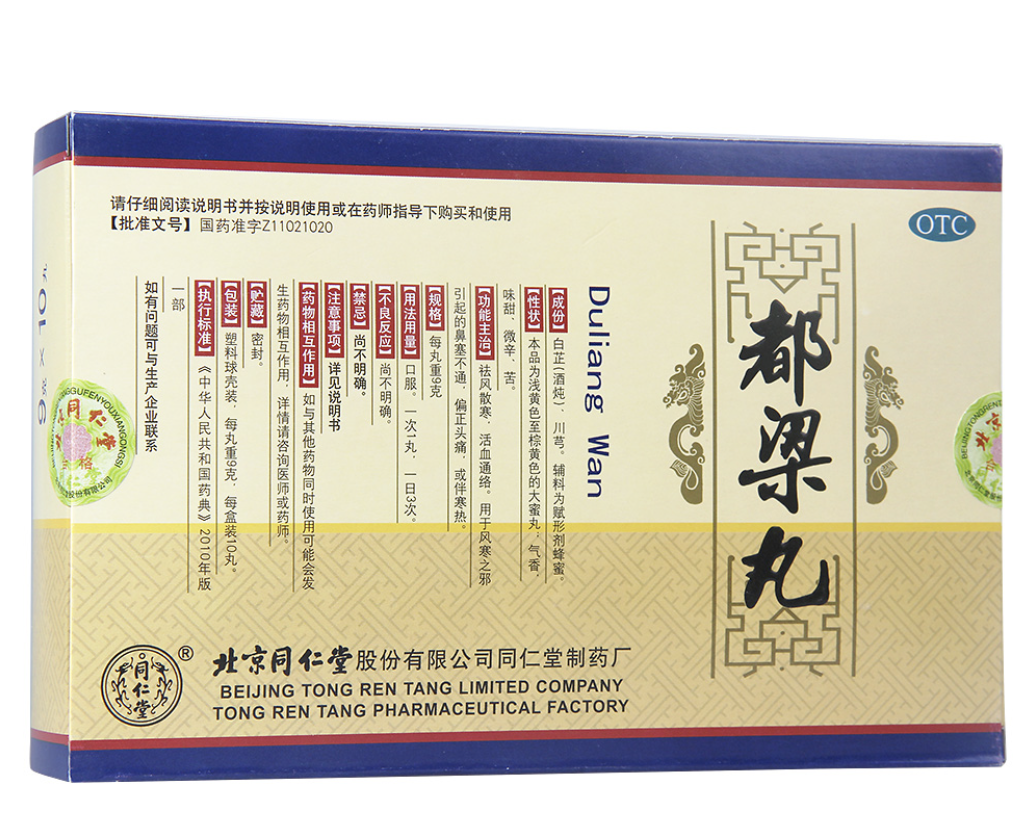 请仔细阅读说明书并按说明使用或在药师指导下购买和使用
【批准文号】国药准字Z11021020
OTC
都梁丸
Duliang Wan
【成份】白芷(酒炖)、川芎。辅料为赋形剂蜂蜜。
【性状】本品为浅黄色至棕黄色的大蜜丸;气香,
味甜、微辛、苦。
【功能主治】祛风散寒,活血通络。用于风寒之邪
引起的鼻塞不通,偏正头痛,或伴寒热。
【规格】每丸重9克
【用法用量】口服。一次1丸,一日3次。
【不良反应】尚不明确。
【禁忌】尚不明确。
【注意事项】详见说明书
【药物相互作用】如与其他药物同时使用可能会发
生药物相互作用,详情请咨询医师或药师。
【贮藏】密封。
【包装】塑料球壳装,每丸重9克,每盒装10丸。
【执行标准】《中华人民共和国药典》2010年版
一部
如有问题可与生产企业联系
同仁堂
®
北京同仁堂股份有限公司同仁堂制药厂
BEIJING TONG REN TANG LIMITED COMPANY
TONG REN TANG PHARMACEUTICAL FACTORY